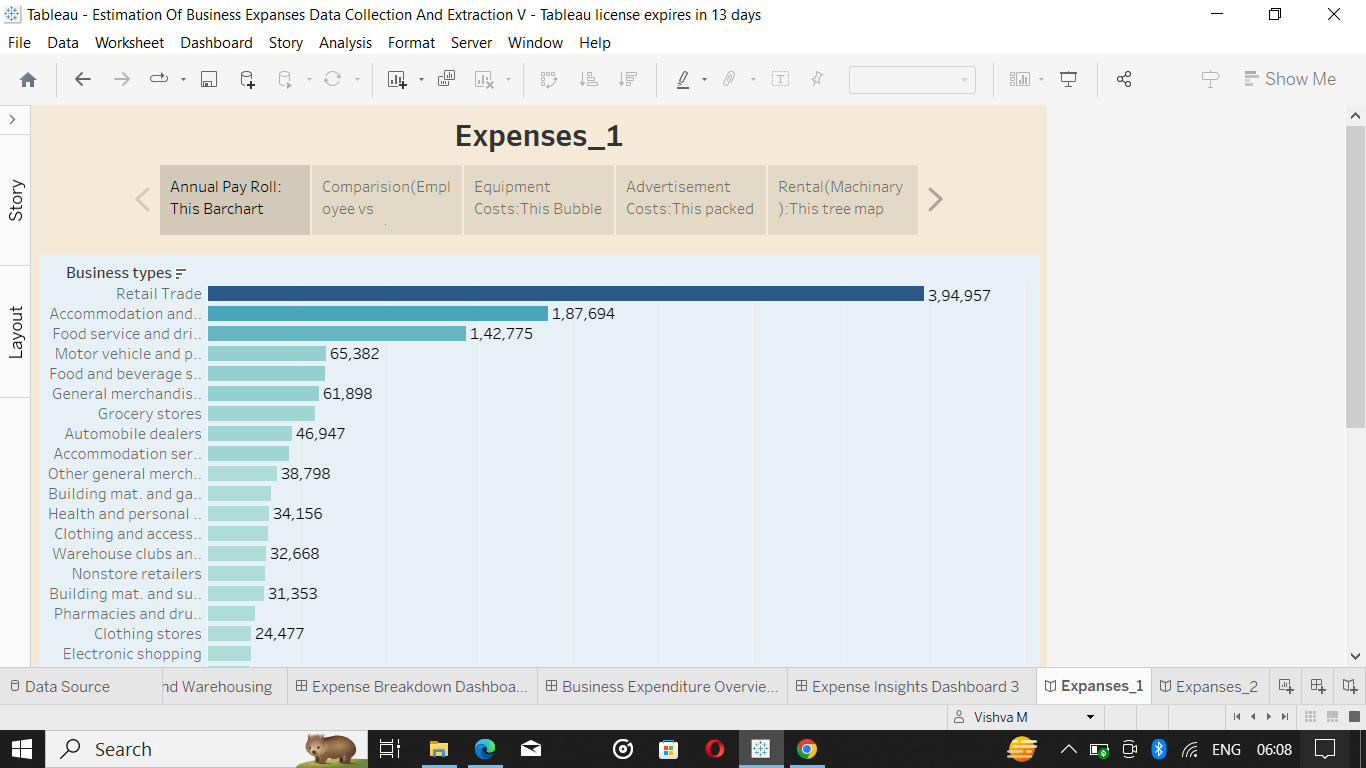 Tableau - Estimation Of Business Expanses Data Collection And Extraction V - Tableau license expires in 13 days
File Data Worksheet Dashboard Story Analysis Format Server Window Help
Show Me
Story
Layout
Expenses_1
Annual Pay Roll:
This Barchart
Comparision(Empl
oyee vs
Equipment
Costs:This Bubble
Advertisement
Costs:This packed
Rental(Machinary
):This tree map
Business types
Retail Trade 3,94,957
Accommodation and.. 1,87,694
Food service and dri.. 1,42,775
Motor vehicle and p.. 65,382
Food and beverage s..
General merchandis.. 61,898
Grocery stores
Automobile dealers 46,947
Accommodation ser..
Other general merch.. 38,798
Building mat. and ga..
Health and personal .. 34,156
Clothing and access..
Warehouse clubs an.. 32,668
Nonstore retailers
Building mat. and su.. 31,353
Pharmacies and dru..
Clothing stores 24,477
Electronic shopping
Data Source nd Warehousing Expense Breakdown Dashboa... Business Expenditure Overvie... Expense Insights Dashboard 3 Expanses_1 Expanses_2
Vishva M
Search ENG 06:08